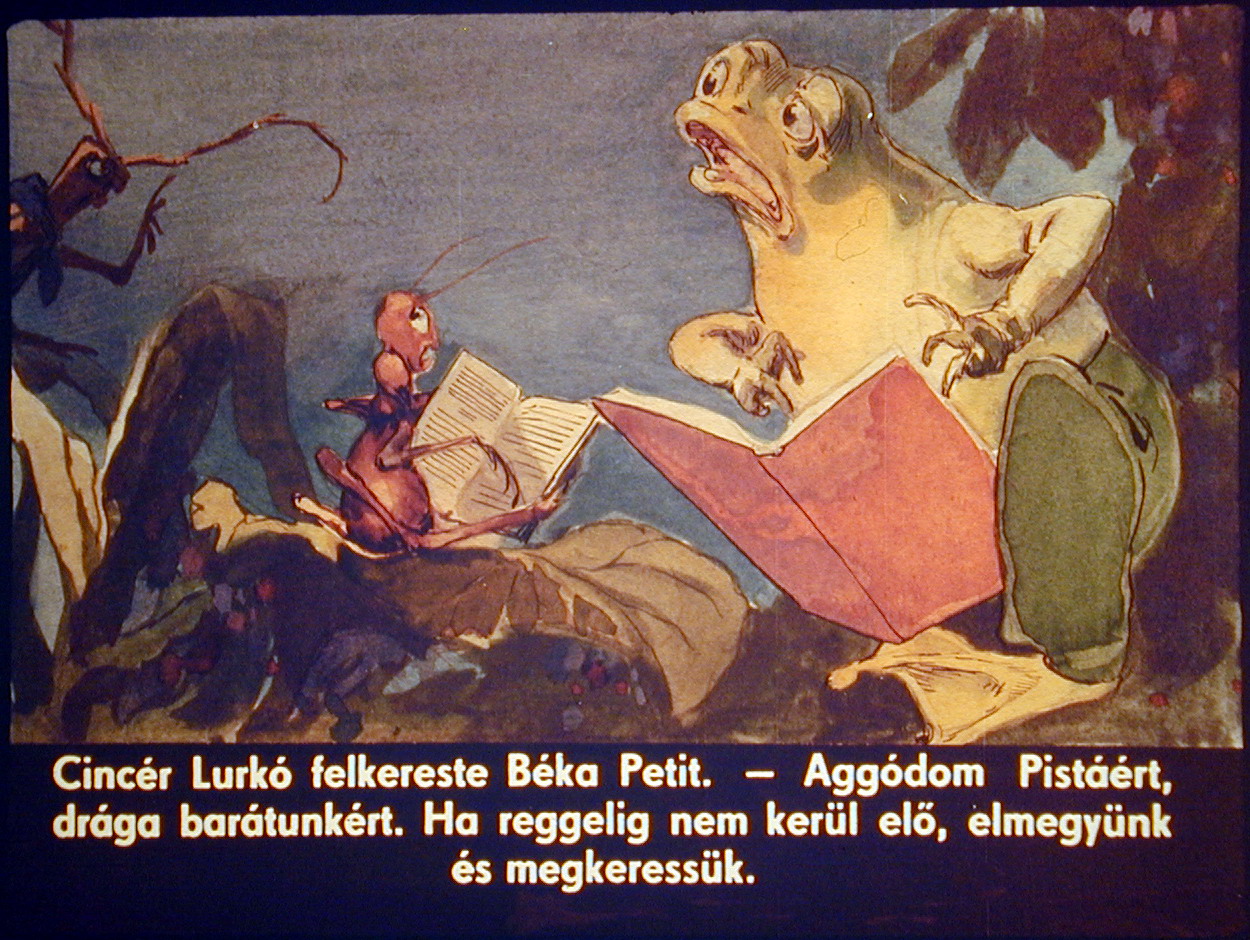 Cincér Lurkó felkereste Béka Petit. — Aggódom Pistáért,
drága barátunkért. Ha reggelig nem kerül elő, elmegyünk
és megkeressük.